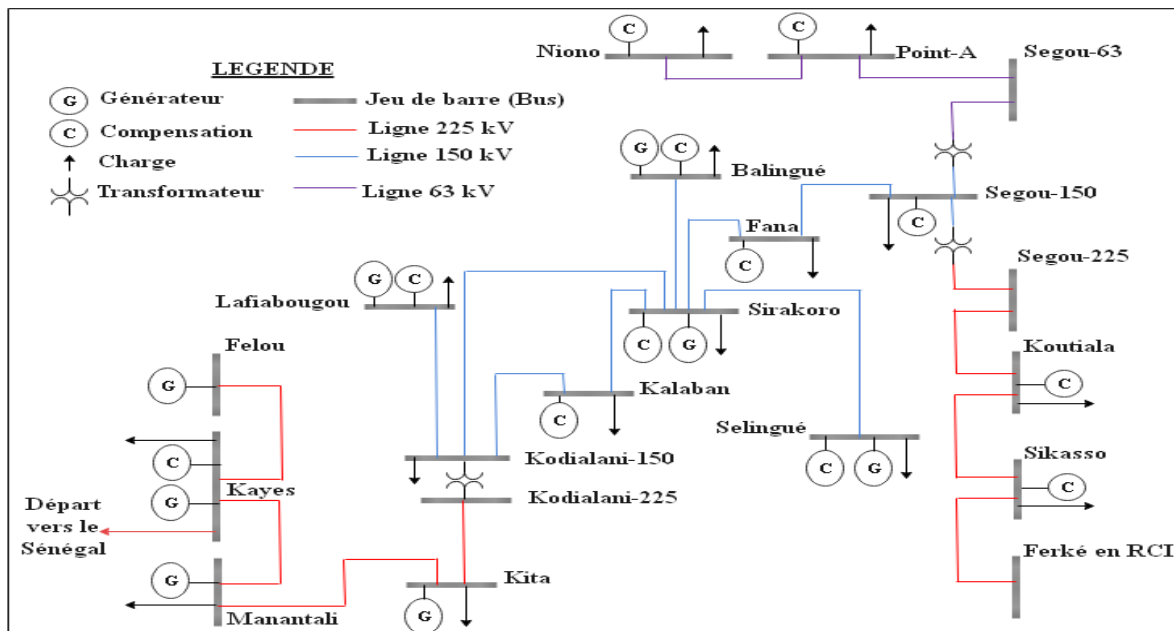 LEGENDE
G Générateur
C Compensation
Charge
Transformateur
Jeu de barre (Bus)
Ligne 225 kV
Ligne 150 kV
Ligne 63 kV
C
Niono
C
Point-A
Segou-63
G C
Balingué
Segou-150
C
Fana
C
Segou-225
G C
Lafiabougou
Sirakoro
C G
Felou
G
Koutiala
C
Kalaban
C
Selingué
C G
Kodialani-150
Kodialani-225
C
Kayes
G
Départ
vers le
Sénégal
Sikasso
C
Ferké en RCI
G
Manantali
Kita
G